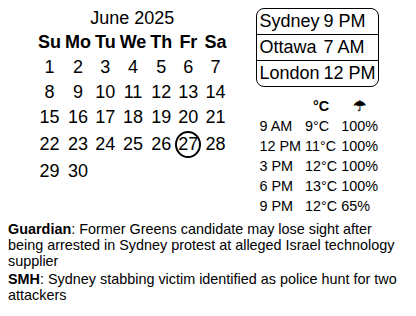 June 2025
Su Mo Tu We Th Fr Sa
1 2 3 4 5 6 7
8 9 10 11 12 13 14
15 16 17 18 19 20 21
22 23 24 25 26 27 28
29 30
Sydney 9 PM
Ottawa 7 AM
London 12 PM
°C ☂
9 AM 9°C 100%
12 PM 11°C 100%
3 PM 12°C 100%
6 PM 13°C 100%
9 PM 12°C 65%
Guardian: Former Greens candidate may lose sight after
being arrested in Sydney protest at alleged Israel technology
supplier
SMH: Sydney stabbing victim identified as police hunt for two
attackers